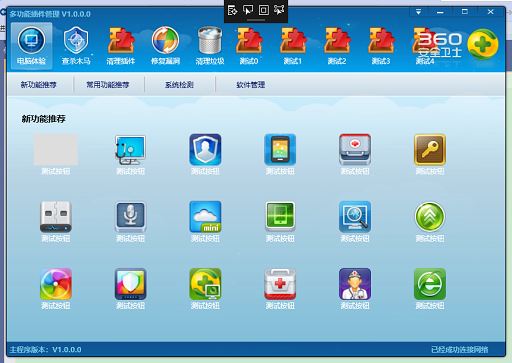 多功能插件管理 V1.0.0.0
电脑体验 查杀木马 清理插件 修复漏洞 清理垃圾 测试0 测试1 测试2 测试3 测试4
360
安全卫士
新功能推荐 常用功能推荐 系统检测 软件管理
新功能推荐
测试按钮 测试按钮 测试按钮 测试按钮 测试按钮 测试按钮
mini
测试按钮 测试按钮 测试按钮 测试按钮 测试按钮 测试按钮
测试按钮 测试按钮 测试按钮 测试按钮 测试按钮 测试按钮
主程序版本: V1.0.0.0 已经成功连接网络